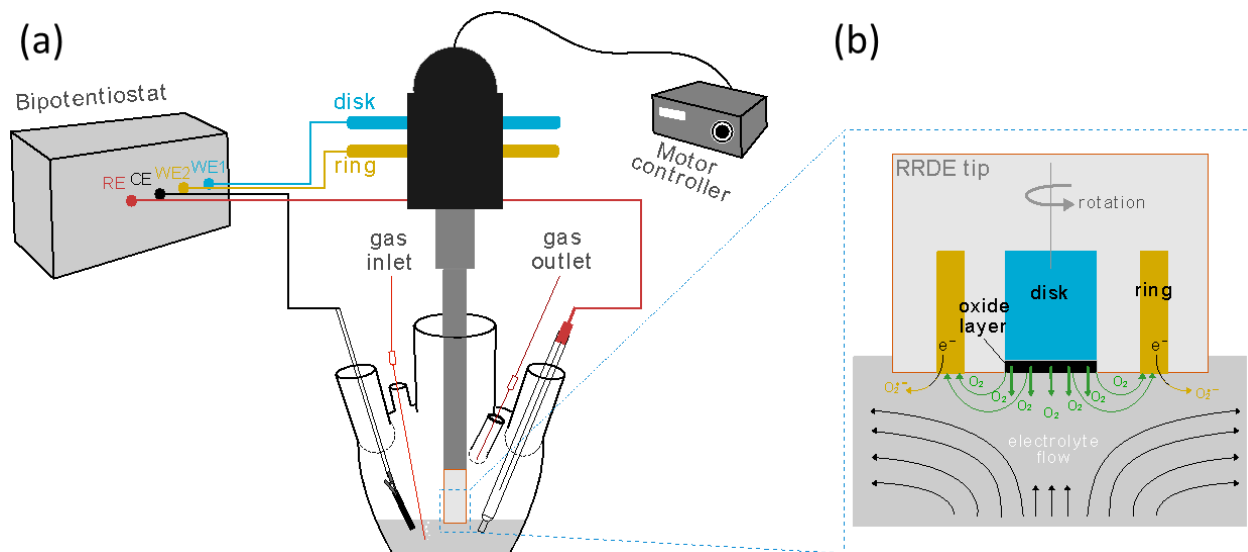 (a)
(b)
Bipotentiostat
disk
ring
Motor
controller
RE CE WE2 WE1
gas
inlet
gas
outlet
RRDE tip
rotation
disk
ring
oxide
layer
e⁻
e⁻
O₂
O₂
O₂
O₂
O₂
O₂
O₂
O₂⁻
O₂⁻
electrolyte
flow